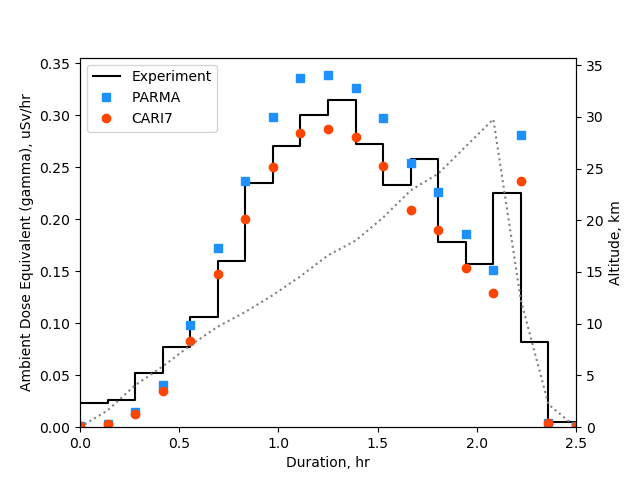 Experiment
PARMA
CARI7
Ambient Dose Equivalent (gamma), uSv/hr
0.35
0.30
0.25
0.20
0.15
0.10
0.05
0.00
35
30
25
20
15
10
5
0
Altitude, km
0.0 0.5 1.0 1.5 2.0 2.5
Duration, hr